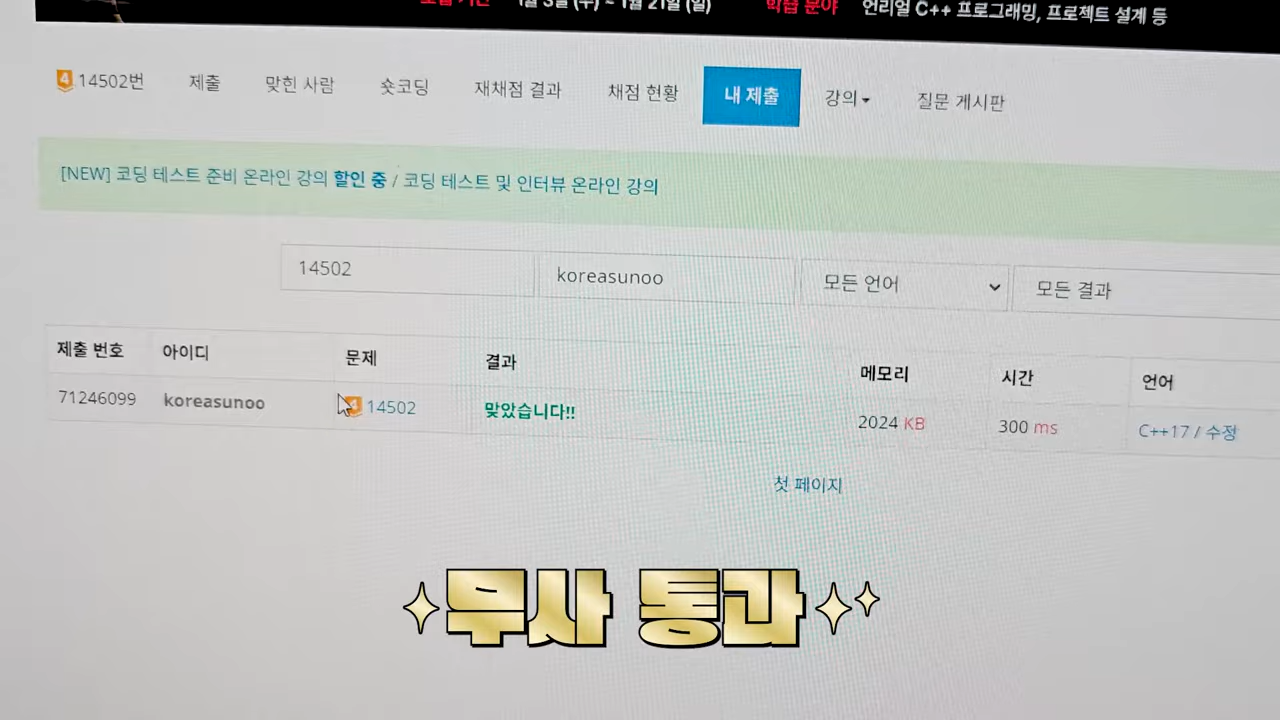 모집 기간 1월 3일 (수) ~ 1월 21일 (일) 학습 분야 언리얼 C++ 프로그래밍, 프로젝트 설계 등
4 14502번 제출 맞힌 사람 숏코딩 재채점 결과 채점 현황 내 제출 강의 질문 게시판
[NEW] 코딩 테스트 준비 온라인 강의 할인 중 / 코딩 테스트 및 인터뷰 온라인 강의
14502 koreasunoo 모든 언어 모든 결과
제출 번호 아이디 문제 결과 메모리 시간 언어
71246099 koreasunoo 4 14502 맞았습니다!! 2024 KB 300 ms C++17 / 수정
첫 페이지
무사 통과